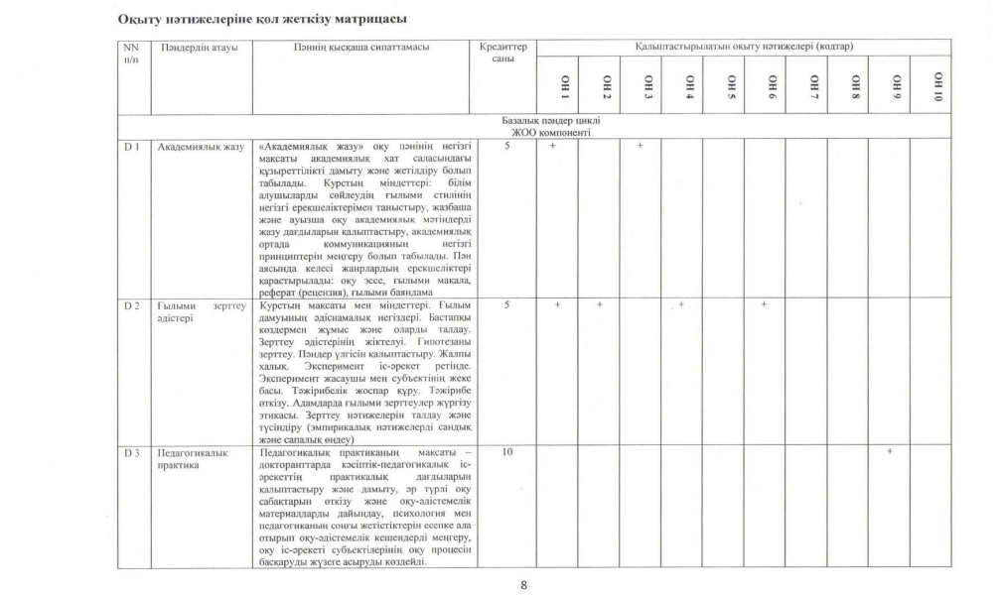 Оқыту нәтижелеріне қол жеткізу матрицасы
NN п/п
Пәндердің атауы
Пәннің қысқаша сипаттамасы
Кредиттер саны
Қалыптастырылатын оқыту нәтижелері (кодтар)
ОН 1
ОН 2
ОН 3
ОН 4
ОН 5
ОН 6
ОН 7
ОН 8
ОН 9
ОН 10
Базалық пәндер циклі
ЖОО компоненті
D 1
Академиялық жазу
«Академиялық жазу» оқу пәнінің негізгі
мақсаты академиялық хат саласындағы
құзыреттілікті дамыту және жетілдіру болып
табылады. Курстың міндеттері: білім
алушыларды сөйлеудің ғылыми стилінің
негізгі ерекшеліктерімен таныстыру, жазбаша
және ауызша оқу академиялық мәтіндерді
жазу дағдыларын қалыптастыру, академиялық
ортада коммуникацияның негізгі
принциптерін меңгеру болып табылады. Пән
аясында келесі жанрлардың ерекшеліктері
қарастырылады: оқу эссе, ғылыми мақала,
реферат (рецензия), ғылыми баяндама
5
+ +
D 2
Ғылыми зерттеу
әдістері
Курстың мақсаты мен міндеттері. Ғылым
дамуының әдіснамалық негіздері. Бастапқы
көздермен жұмыс және оларды талдау.
Зерттеу әдістерінің жіктелуі. Гипотезаны
зерттеу. Пәндер үлгісін қалыптастыру. Жалпы
халық. Эксперимент іс-әрекет ретінде.
Эксперимент жасаушы мен субъектінің жеке
басы. Тәжірибелік жоспар құру. Тәжірибе
өткізу. Адамдарда ғылыми зерттеулер жүргізу
этикасы. Зерттеу нәтижелерін талдау және
түсіндіру (эмпирикалық нәтижелерді сандық
және сапалық өңдеу)
5
+ + + +
D 3
Педагогикалық
практика
Педагогикалық практиканың мақсаты –
докторанттарда кәсіптік-педагогикалық іс-
әрекеттің практикалық дағдыларын
қалыптастыру және дамыту, әр түрлі оқу
сабақтарын өткізу және оқу-әдістемелік
материалдарды дайындау, психология мен
педагогиканың соңғы жетістіктерін есепке ала
отырып оқу-әдістемелік кешендерді меңгеру,
оқу іс-әрекеті субъектілерінің оқу процесін
басқаруды жүзеге асыруды көздейді.
10
+
8